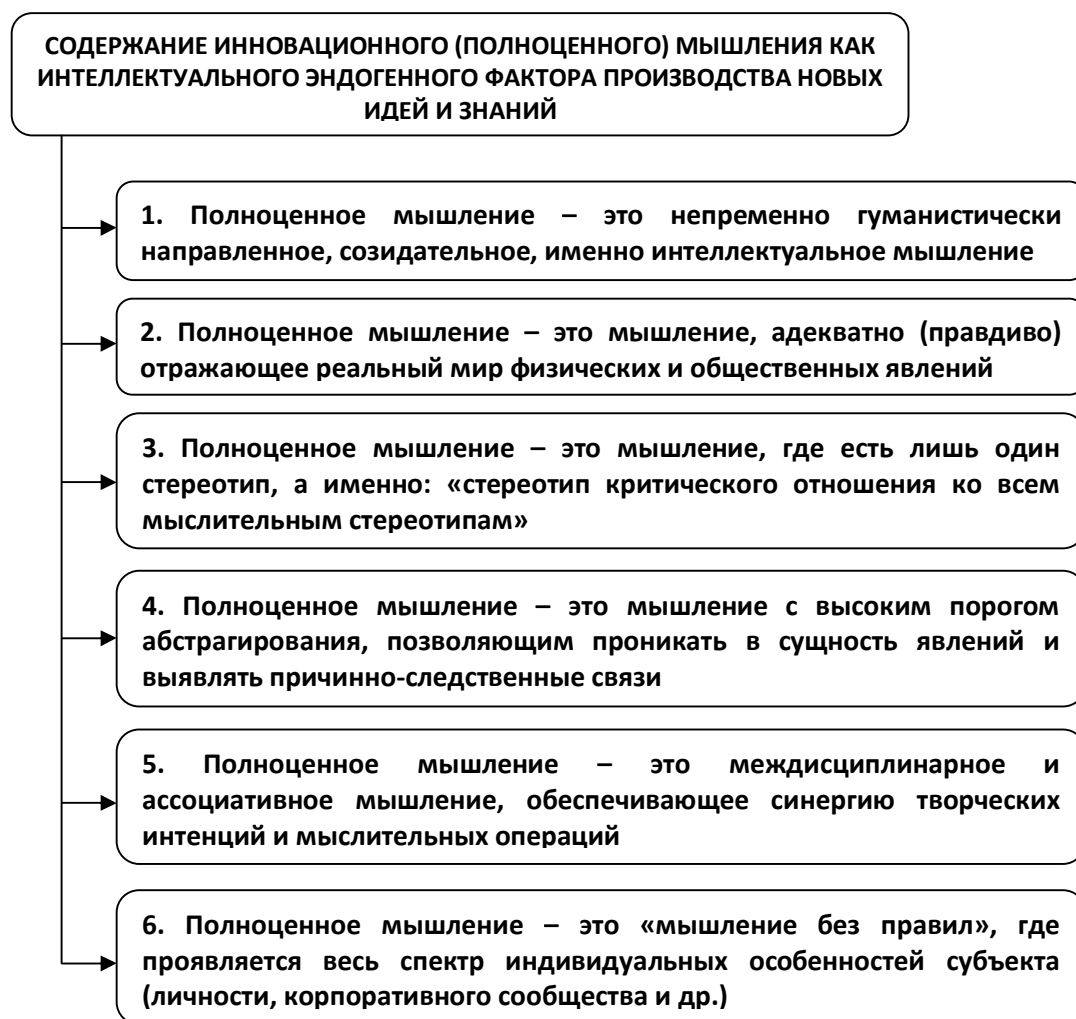 СОДЕРЖАНИЕ ИННОВАЦИОННОГО (ПОЛНОЦЕННОГО) МЫШЛЕНИЯ КАК
ИНТЕЛЛЕКТУАЛЬНОГО ЭНДОГЕННОГО ФАКТОРА ПРОИЗВОДСТВА НОВЫХ
ИДЕЙ И ЗНАНИЙ
1. Полноценное мышление – это непременно гуманистически
направленное, созидательное, именно интеллектуальное мышление
2. Полноценное мышление – это мышление, адекватно (правдиво)
отражающее реальный мир физических и общественных явлений
3. Полноценное мышление – это мышление, где есть лишь один
стереотип, а именно: «стереотип критического отношения ко всем
мыслительным стереотипам»
4. Полноценное мышление – это мышление с высоким порогом
абстрагирования, позволяющим проникать в сущность явлений и
выявлять причинно-следственные связи
5. Полноценное мышление – это междисциплинарное и
ассоциативное мышление, обеспечивающее синергию творческих
интенций и мыслительных операций
6. Полноценное мышление – это «мышление без правил», где
проявляется весь спектр индивидуальных особенностей субъекта
(личности, корпоративного сообщества и др.)